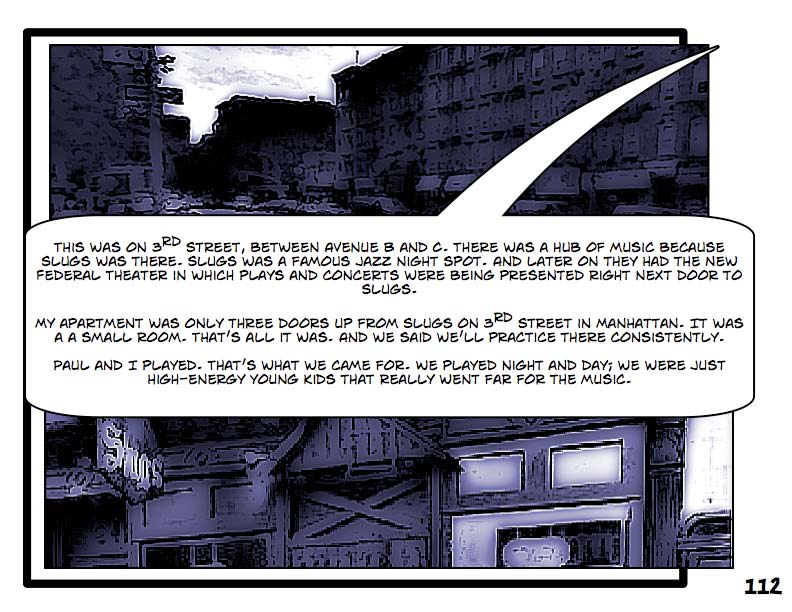 THIS WAS ON 3RD STREET, BETWEEN AVENUE B AND C. THERE WAS A HUB OF MUSIC BECAUSE
SLUGS WAS THERE. SLUGS WAS A FAMOUS JAZZ NIGHT SPOT. AND LATER ON THEY HAD THE NEW
FEDERAL THEATER IN WHICH PLAYS AND CONCERTS WERE BEING PRESENTED RIGHT NEXT DOOR TO
SLUGS.
MY APARTMENT WAS ONLY THREE DOORS UP FROM SLUGS ON 3RD STREET IN MANHATTAN. IT WAS
A A SMALL ROOM. THAT'S ALL IT WAS. AND WE SAID WE'LL PRACTICE THERE CONSISTENTLY.
PAUL AND I PLAYED. THAT'S WHAT WE CAME FOR. WE PLAYED NIGHT AND DAY; WE WERE JUST
HIGH-ENERGY YOUNG KIDS THAT REALLY WENT FAR FOR THE MUSIC.
Slugs
112